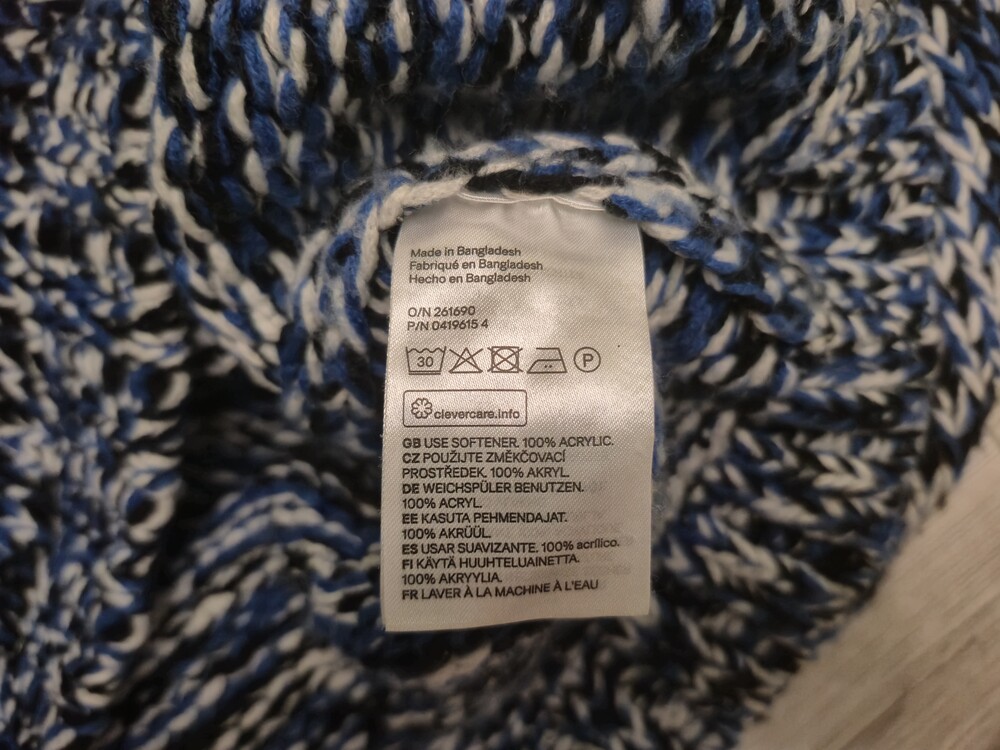 Made in Bangladesh
Fabriqué en Bangladesh
Hecho en Bangladesh
O/N 261690
P/N 0419615 4
30 P
clevercare.info
GB USE SOFTENER. 100% ACRYLIC.
CZ POUŽIJTE ZMĚKČOVACÍ
PROSTŘEDEK. 100% AKRYL.
DE WEICHSPÜLER BENUTZEN.
100% ACRYL.
EE KASUTA PEHMENDAJAT.
100% AKRÜÜL.
ES USAR SUAVIZANTE. 100% acrílico.
FI KÄYTÄ HUUHTELUAINETTA.
100% AKRYYLIA.
FR LAVER À LA MACHINE À L'EAU